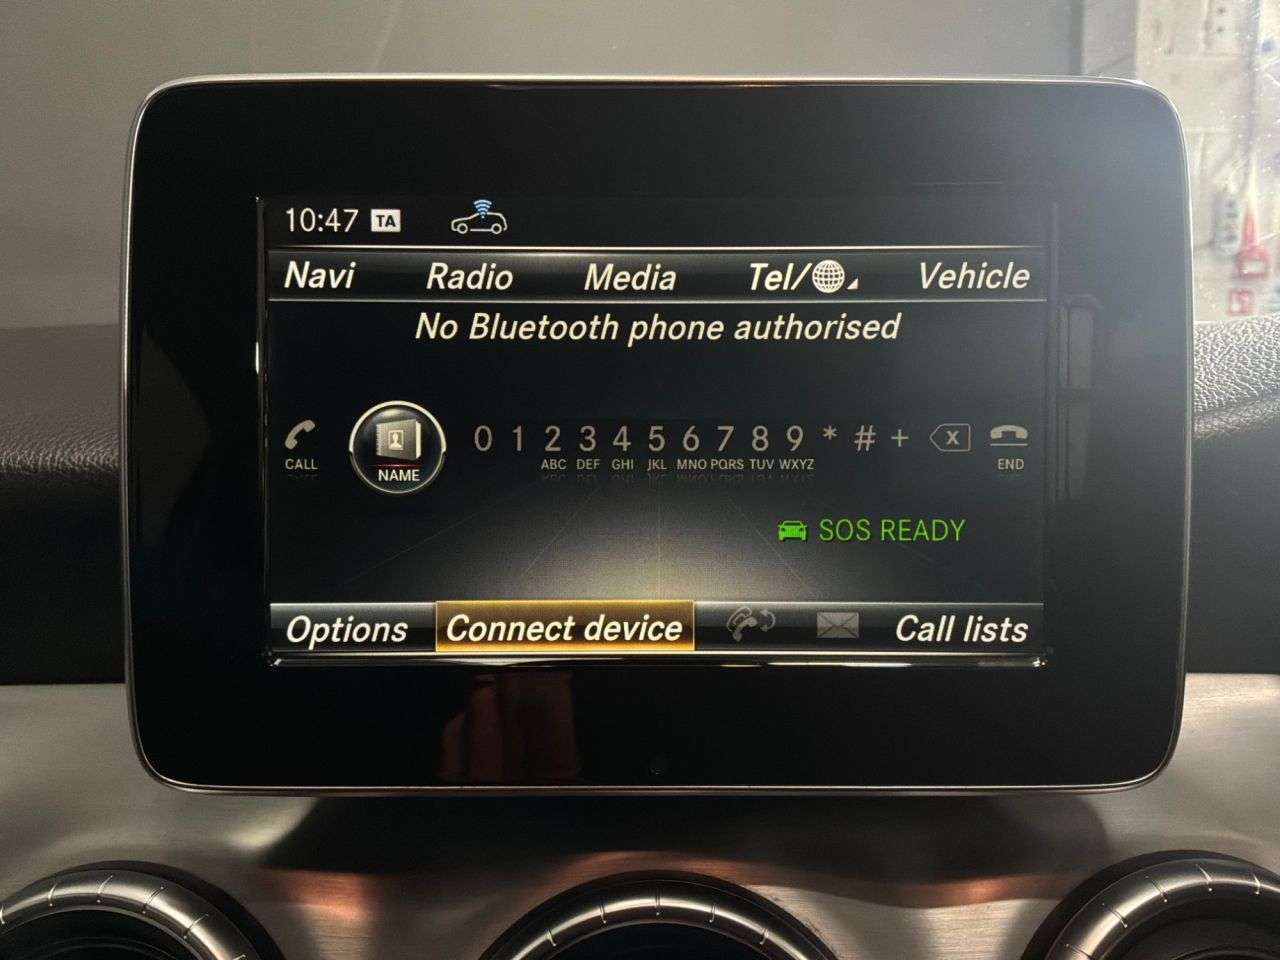 10:47 TA
Navi Radio Media Tel/ Vehicle
No Bluetooth phone authorised
CALL NAME 0 1 2 3 4 5 6 7 8 9 * # + X END
ABC DEF GHI JKL MNO PQRS TUV WXYZ
SOS READY
Options Connect device Call lists